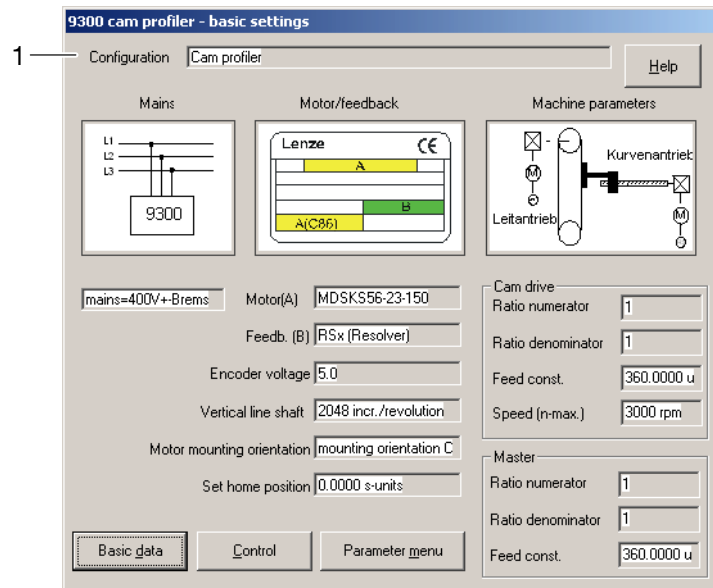 9300 cam profiler - basic settings
1
Configuration Cam profiler
Help
Mains Motor/feedback Machine parameters
L1
L2
L3
9300
Lenze CE
A
B
A(C86)
Kurvenantriek
M
Leitantrieb
M
mains=400V+-Brems
Motor(A) MDSKS56-23-150
Feedb. (B) RSx (Resolver)
Encoder voltage 5.0
Vertical line shaft 2048 incr./revolution
Motor mounting orientation mounting orientation C
Set home position 0.0000 s-units
Cam drive
Ratio numerator 1
Ratio denominator 1
Feed const. 360.0000 u
Speed (n-max.) 3000 rpm
Master
Ratio numerator 1
Ratio denominator 1
Feed const. 360.0000 u
Basic data Control Parameter menu